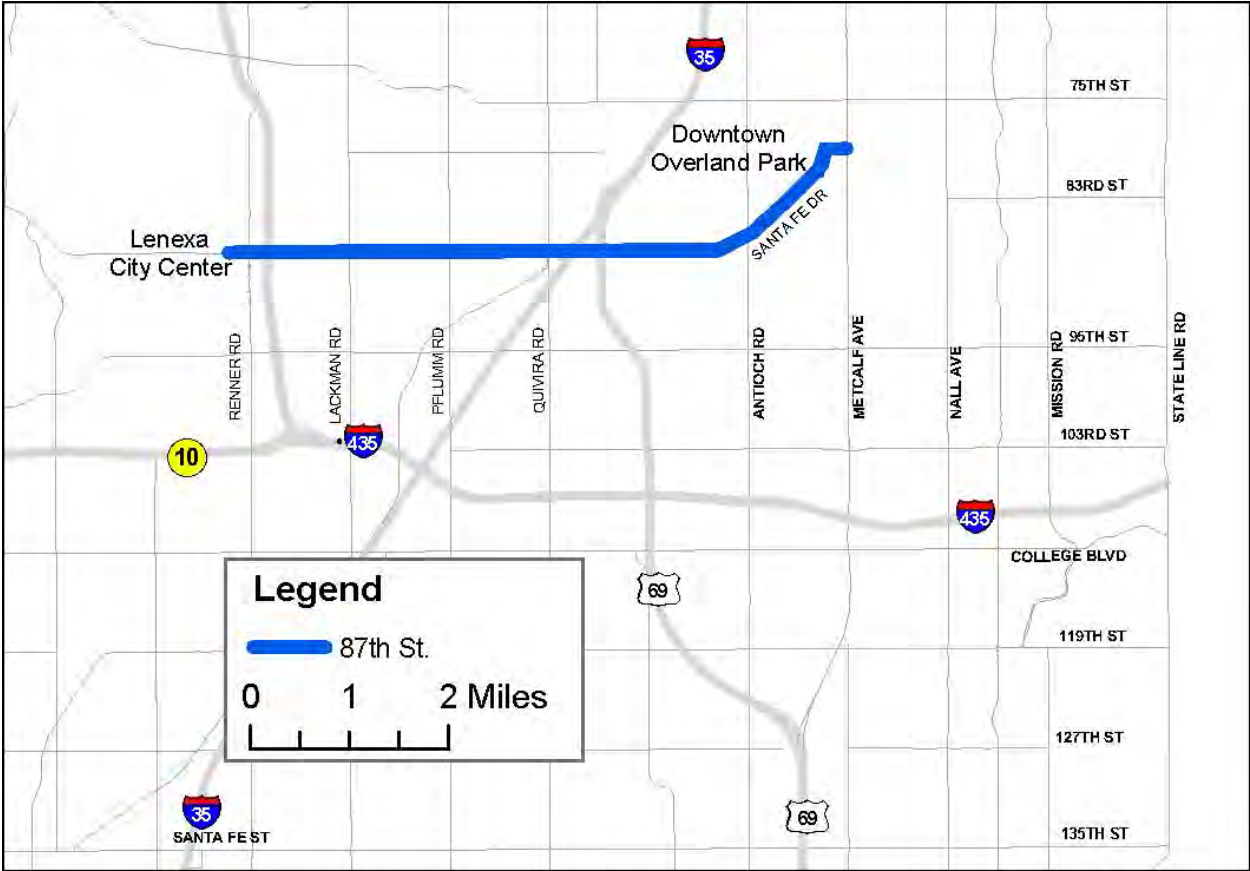 35
75TH ST
Downtown
Overland Park
83RD ST
SANTA FE DR
Lenexa
City Center
RENNER RD
LACKMAN RD
PFLUMM RD
QUIVIRA RD
ANTIOCH RD
METCALF AVE
NALL AVE
MISSION RD
STATE LINE RD
95TH ST
103RD ST
10
435
435
COLLEGE BLVD
Legend
87th St.
0 1 2 Miles
69
119TH ST
127TH ST
35
SANTA FE ST
69
135TH ST